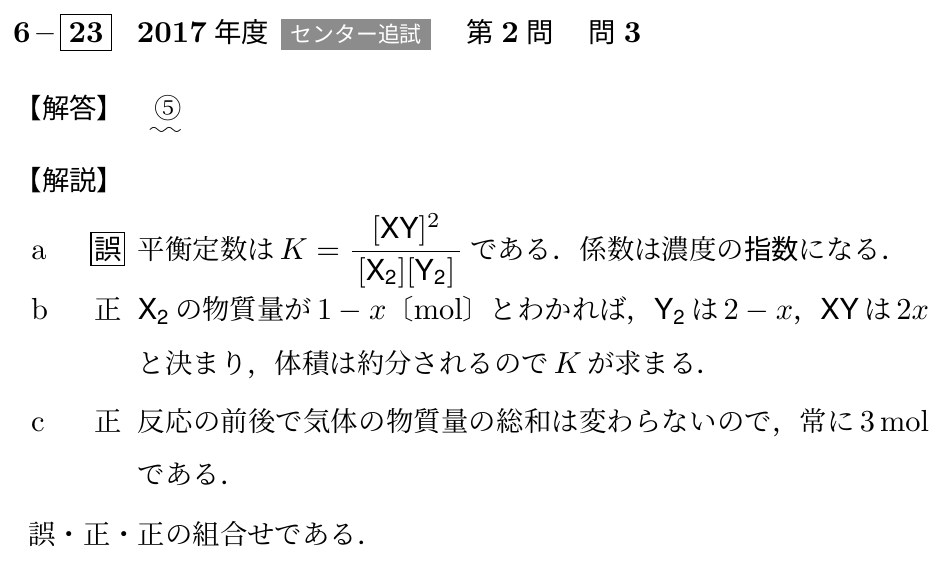 6－23 2017年度 センター追試 第2問 問3
【解答】 ⑤
【解説】
a 誤 平衡定数は K = [XY]² / [X₂][Y₂] である．係数は濃度の指数になる．
b 正 X₂ の物質量が 1 − x〔mol〕とわかれば，Y₂ は 2 − x，XY は 2x
と決まり，体積は約分されるので K が求まる．
c 正 反応の前後で気体の物質量の総和は変わらないので，常に 3 mol
である．
誤・正・正の組合せである．